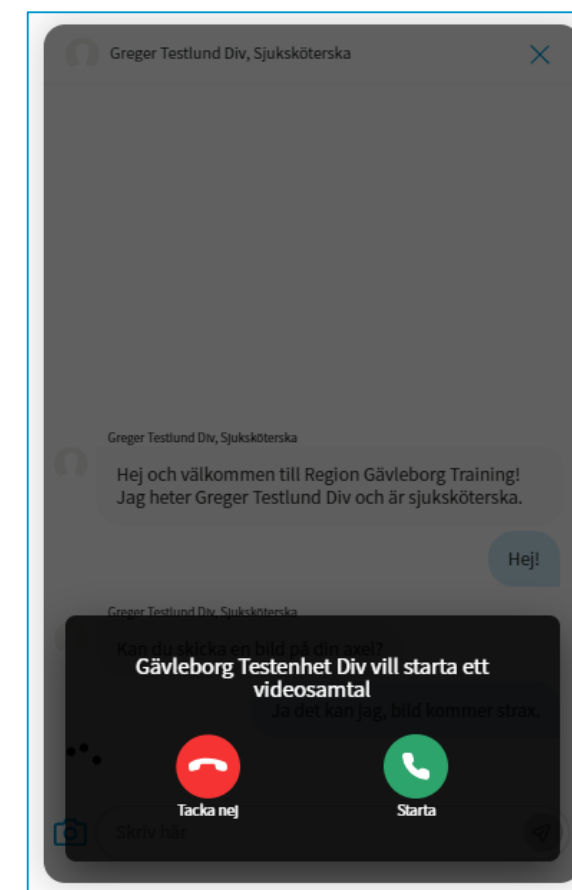 Greger Testlund Div, Sjuksköterska
Greger Testlund Div, Sjuksköterska
Hej och välkommen till Region Gävleborg Training!
Jag heter Greger Testlund Div och är sjuksköterska.
Hej!
Greger Testlund Div, Sjuksköterska
Kan du skicka en bild på din axel?
Gävleborg Testenhet Div vill starta ett
videosamtal
Ja det kan jag, bild kommer strax.
Tacka nej
Starta
Skriv här